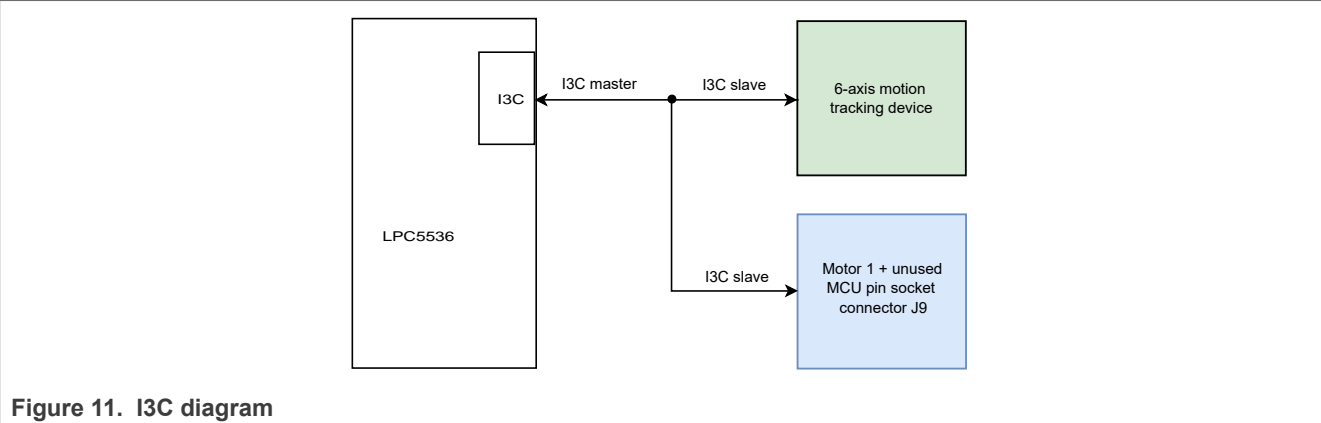 I3C
LPC5536
I3C master
I3C slave
6-axis motion
tracking device
I3C slave
Motor 1 + unused
MCU pin socket
connector J9
Figure 11. I3C diagram